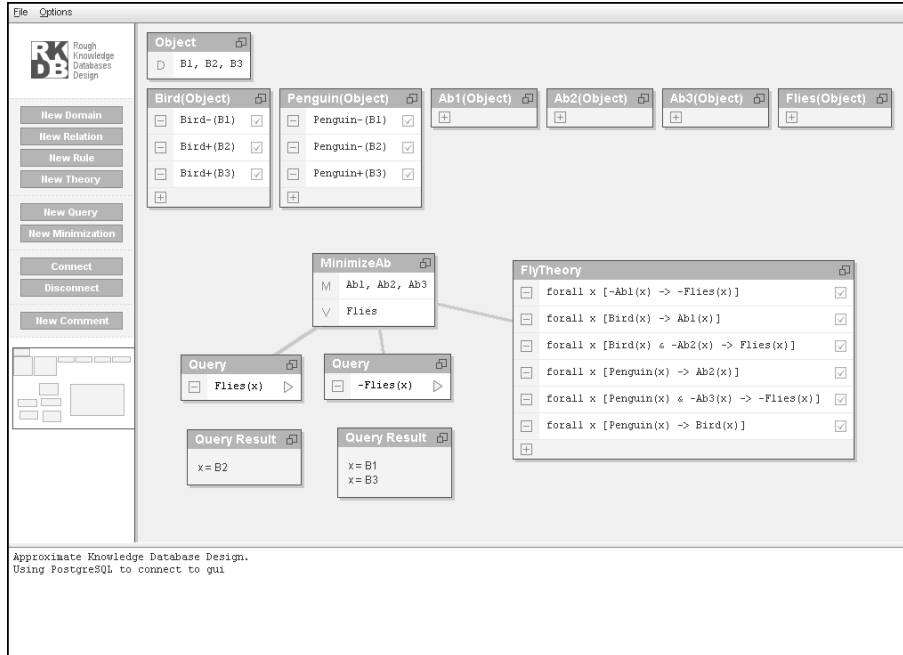 File Options
RK
DB
Rough
Knowledge
Databases
Design
New Domain
New Relation
New Rule
New Theory
New Query
New Minimization
Connect
Disconnect
New Comment
Object
D B1, B2, B3
Bird(Object)
Bird-(B1)
Bird+(B2)
Bird+(B3)
Penguin(Object)
Penguin-(B1)
Penguin-(B2)
Penguin+(B3)
Ab1(Object)
Ab2(Object)
Ab3(Object)
Flies(Object)
MinimizeAb
M Ab1, Ab2, Ab3
V Flies
FlyTheory
forall x [-Ab1(x) -> -Flies(x)]
forall x [Bird(x) -> Ab1(x)]
forall x [Bird(x) & -Ab2(x) -> Flies(x)]
forall x [Penguin(x) -> Ab2(x)]
forall x [Penguin(x) & -Ab3(x) -> -Flies(x)]
forall x [Penguin(x) -> Bird(x)]
Query
Flies(x)
Query
-Flies(x)
Query Result
x = B2
Query Result
x = B1
x = B3
Approximate Knowledge Database Design.
Using PostgreSQL to connect to gui